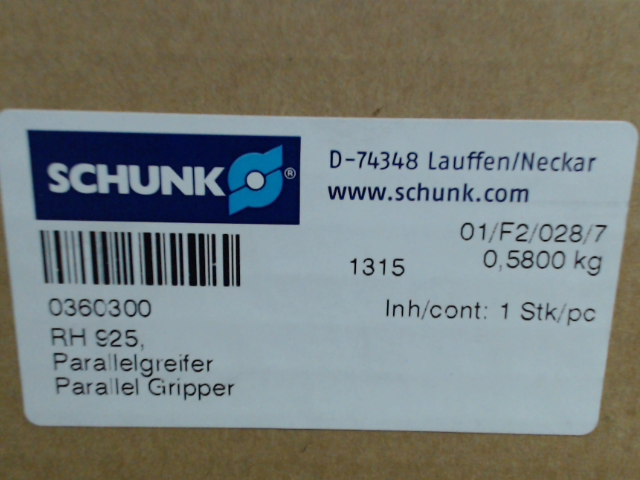 SCHUNK®
D-74348 Lauffen/Neckar
www.schunk.com
01/F2/028/7
1315 0,5800 kg
0360300
Inh/cont: 1 Stk/pc
RH 925,
Parallelgreifer
Parallel Gripper